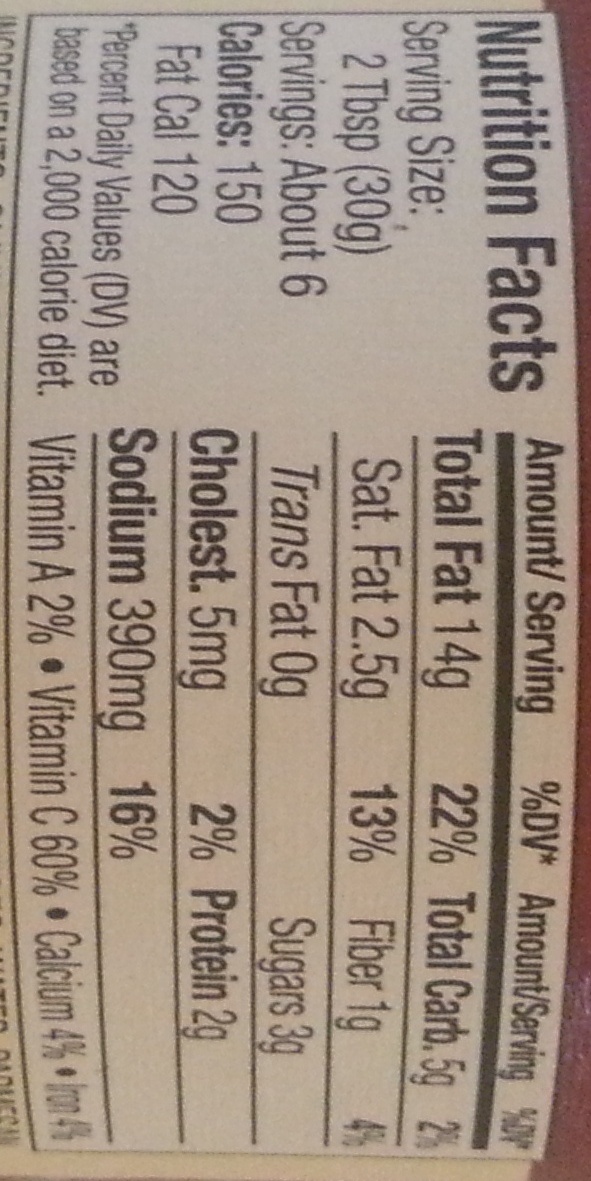 Nutrition Facts
Serving Size:
2 Tbsp (30g)
Servings: About 6
Calories: 150
Fat Cal 120
*Percent Daily Values (DV) are
based on a 2,000 calorie diet.
Amount/ Serving %DV* Amount/Serving %DV*
Total Fat 14g 22% Total Carb. 5g 2%
Sat. Fat 2.5g 13% Fiber 1g 4%
Trans Fat 0g Sugars 3g
Cholest. 5mg 2% Protein 2g
Sodium 390mg 16%
Vitamin A 2% • Vitamin C 60% • Calcium 4% • Iron 4%